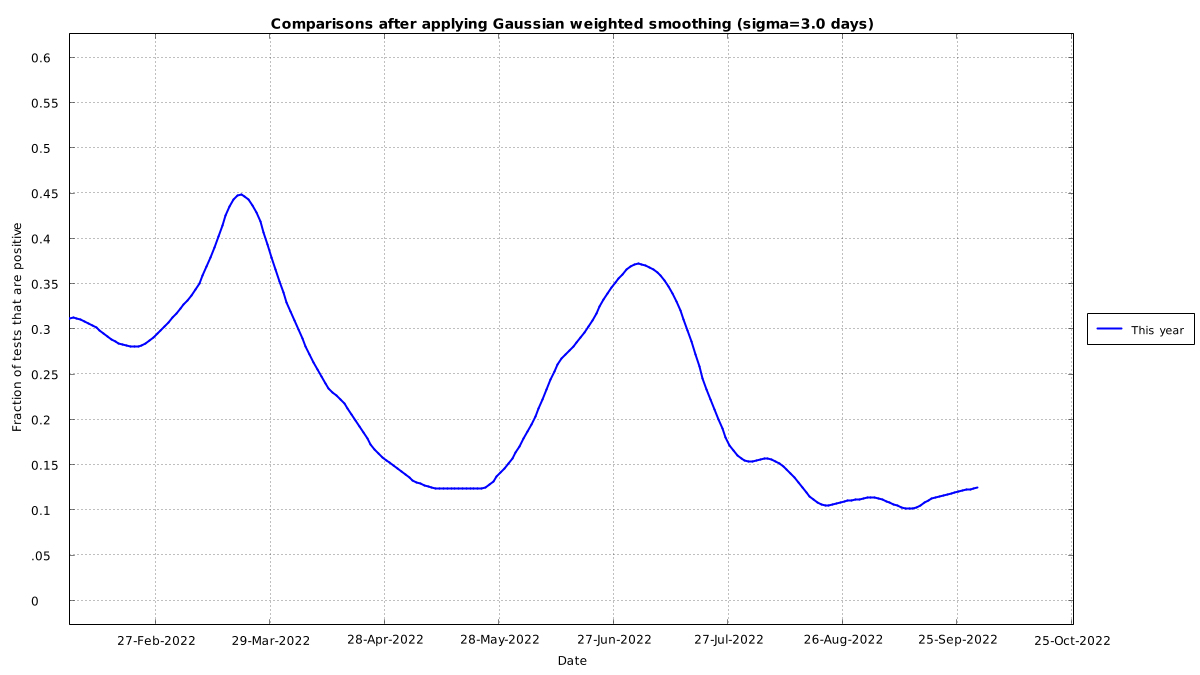 Comparisons after applying Gaussian weighted smoothing (sigma=3.0 days)
0.6
0.55
0.5
0.45
0.4
0.35
0.3
0.25
0.2
0.15
0.1
.05
0
Fraction of tests that are positive
27-Feb-2022
29-Mar-2022
28-Apr-2022
28-May-2022
27-Jun-2022
27-Jul-2022
26-Aug-2022
25-Sep-2022
25-Oct-2022
Date
This year